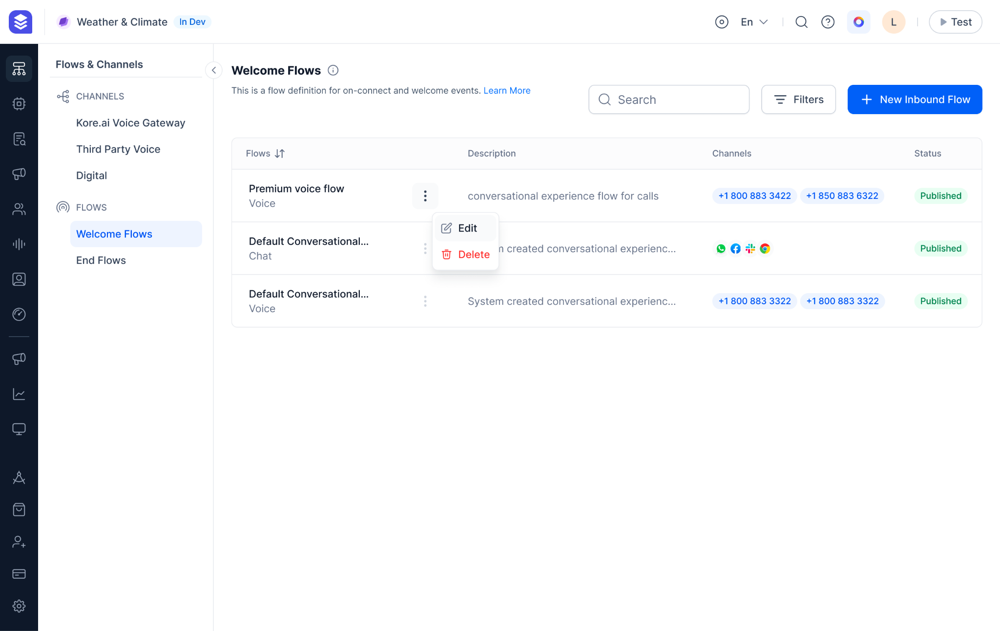 Weather & Climate
In Dev
En
L
Test
Flows & Channels
CHANNELS
Kore.ai Voice Gateway
Third Party Voice
Digital
FLOWS
Welcome Flows
End Flows
Welcome Flows
This is a flow definition for on-connect and welcome events. Learn More
Search
Filters
New Inbound Flow
Flows
Description
Channels
Status
Premium voice flow
Voice
conversational experience flow for calls
+1 800 883 3422
+1 850 883 6322
Published
Edit
Delete
Default Conversational...
Chat
m created conversational experienc...
Published
Default Conversational...
Voice
System created conversational experienc...
+1 800 883 3322
+1 800 883 3322
Published